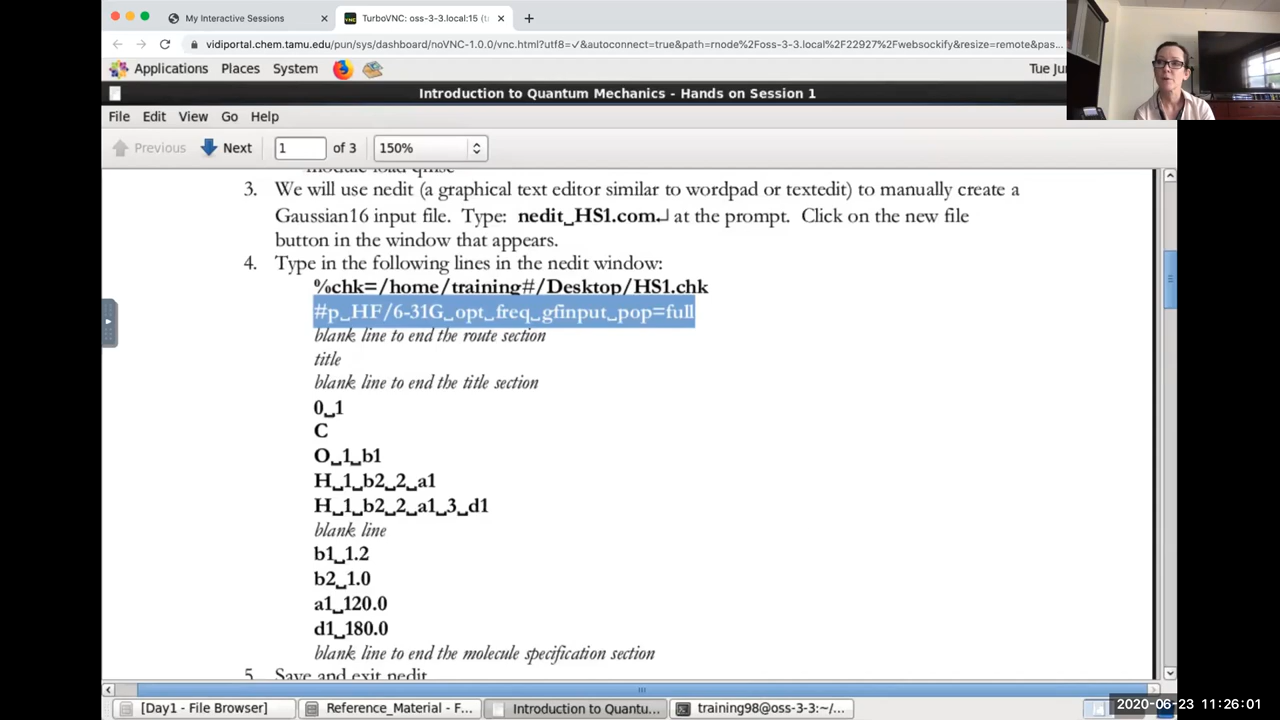 My Interactive Sessions
TurboVNC: oss-3-3.local:15 (t
vidiportal.chem.tamu.edu/pun/sys/dashboard/noVNC-1.0.0/vnc.html?utf8=✓&autoconnect=true&path=rnode%2Foss-3-3.local%2F22927%2Fwebsockify&resize=remote&pas...
Applications Places System Tue Jun
Introduction to Quantum Mechanics - Hands on Session 1
File Edit View Go Help
Previous Next 1 of 3 150%
module load qmse
3. We will use nedit (a graphical text editor similar to wordpad or textedit) to manually create a
Gaussian16 input file. Type: nedit␣HS1.com↵ at the prompt. Click on the new file
button in the window that appears.
4. Type in the following lines in the nedit window:
%chk=/home/training#/Desktop/HS1.chk
#p␣HF/6-31G␣opt␣freq␣gfinput␣pop=full
blank line to end the route section
title
blank line to end the title section
0␣1
C
O␣1␣b1
H␣1␣b2␣2␣a1
H␣1␣b2␣2␣a1␣3␣d1
blank line
b1␣1.2
b2␣1.0
a1␣120.0
d1␣180.0
blank line to end the molecule specification section
5. Save and exit nedit
[Day1 - File Browser] Reference_Material - F... Introduction to Quantu... training98@oss-3-3:~/...
2020-06-23 11:26:01